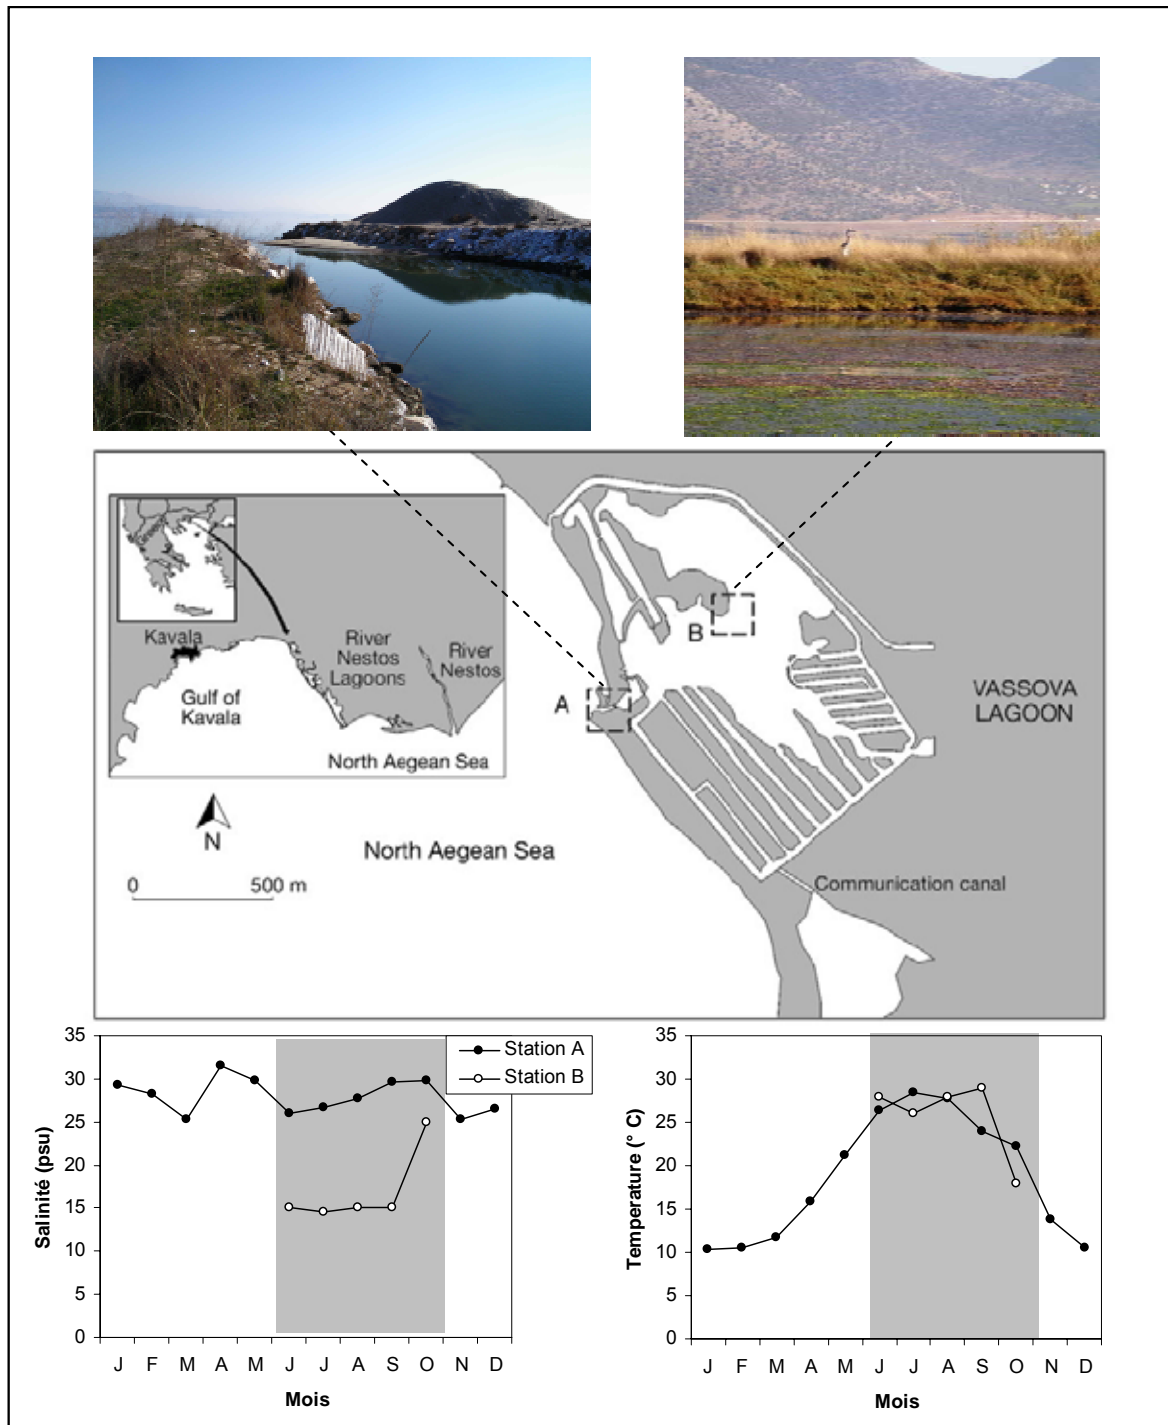 Kavala
River
Nestos
Lagoons
River
Nestos
Gulf of
Kavala
North Aegean Sea
N
0 500 m
North Aegean Sea
A
B
VASSOVA
LAGOON
Communication canal
35
30
25
20
15
10
5
0
Salinité (psu)
J F M A M J J A S O N D
Mois
Station A
Station B
35
30
25
20
15
10
5
0
Temperature (° C)
J F M A M J J A S O N D
Mois